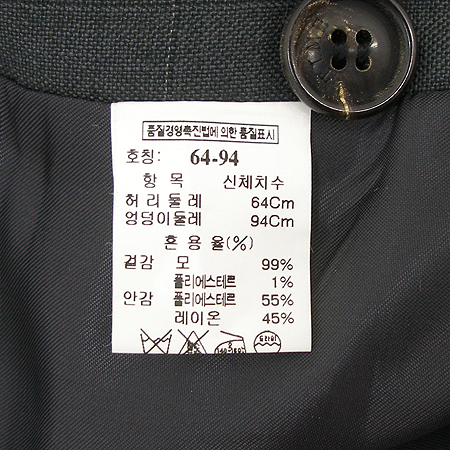 품질경영촉진법에 의한 품질표시
호칭: 64-94
항 목 신체치수
허리둘레 64Cm
엉덩이둘레 94Cm
혼 용 율(%)
겉감 모 99%
폴리에스테르 1%
안감 폴리에스테르 55%
레이온 45%
드라이